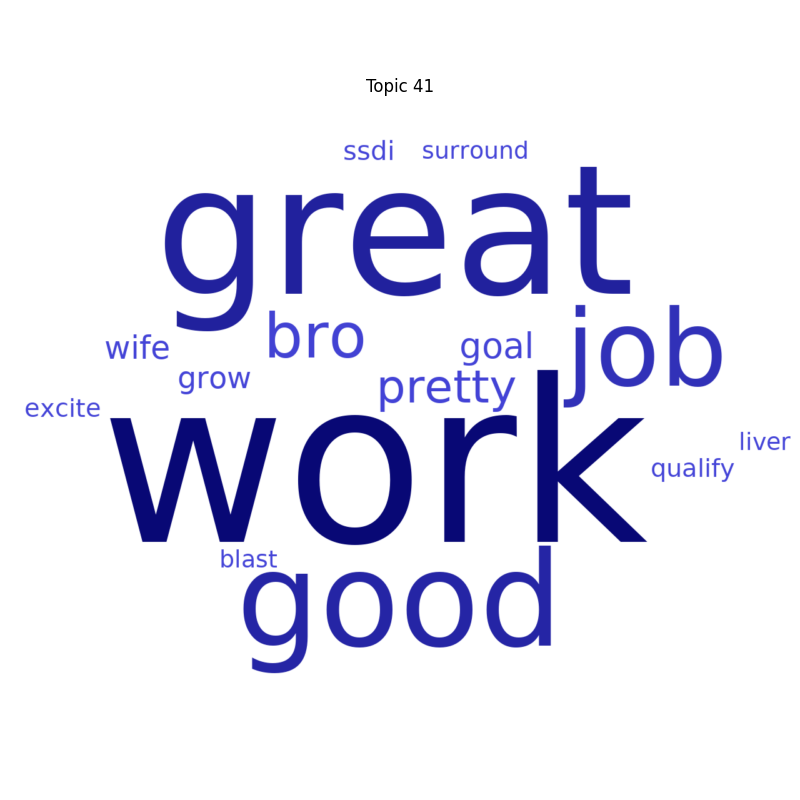 Topic 41
ssdi surround
great
bro job
wife goal
grow pretty
excite
work
liver
qualify
blast
good